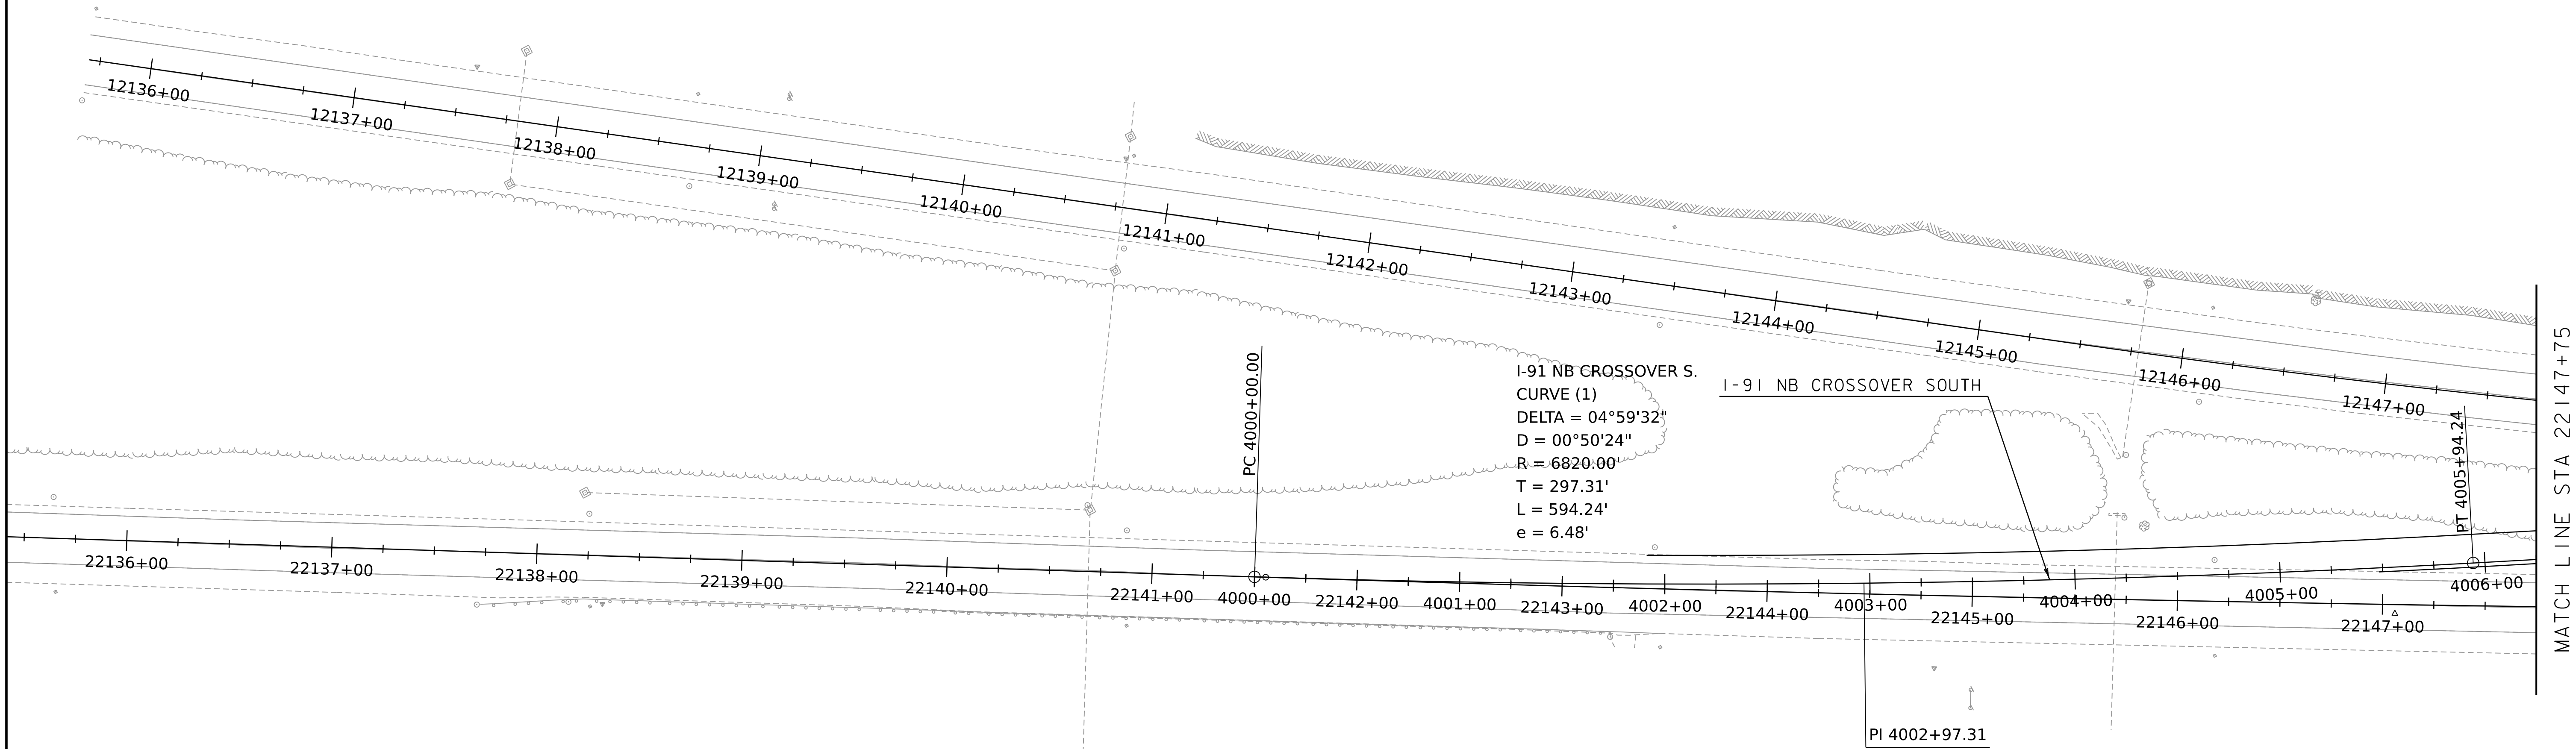 12136+00
12137+00
12138+00
12139+00
12140+00
12141+00
12142+00
12143+00
12144+00
12145+00
12146+00
12147+00
I-91 NB CROSSOVER S.
CURVE (1)
DELTA = 04°59'32"
D = 00°50'24"
R = 6820.00'
T = 297.31'
L = 594.24'
e = 6.48'
I-91 NB CROSSOVER SOUTH
PC 4000+00.00
PT 4005+94.24
MATCH LINE STA 22147+75
22136+00
22137+00
22138+00
22139+00
22140+00
22141+00
4000+00
22142+00
4001+00
22143+00
4002+00
22144+00
4003+00
22145+00
4004+00
22146+00
4005+00
22147+00
4006+00
PI 4002+97.31